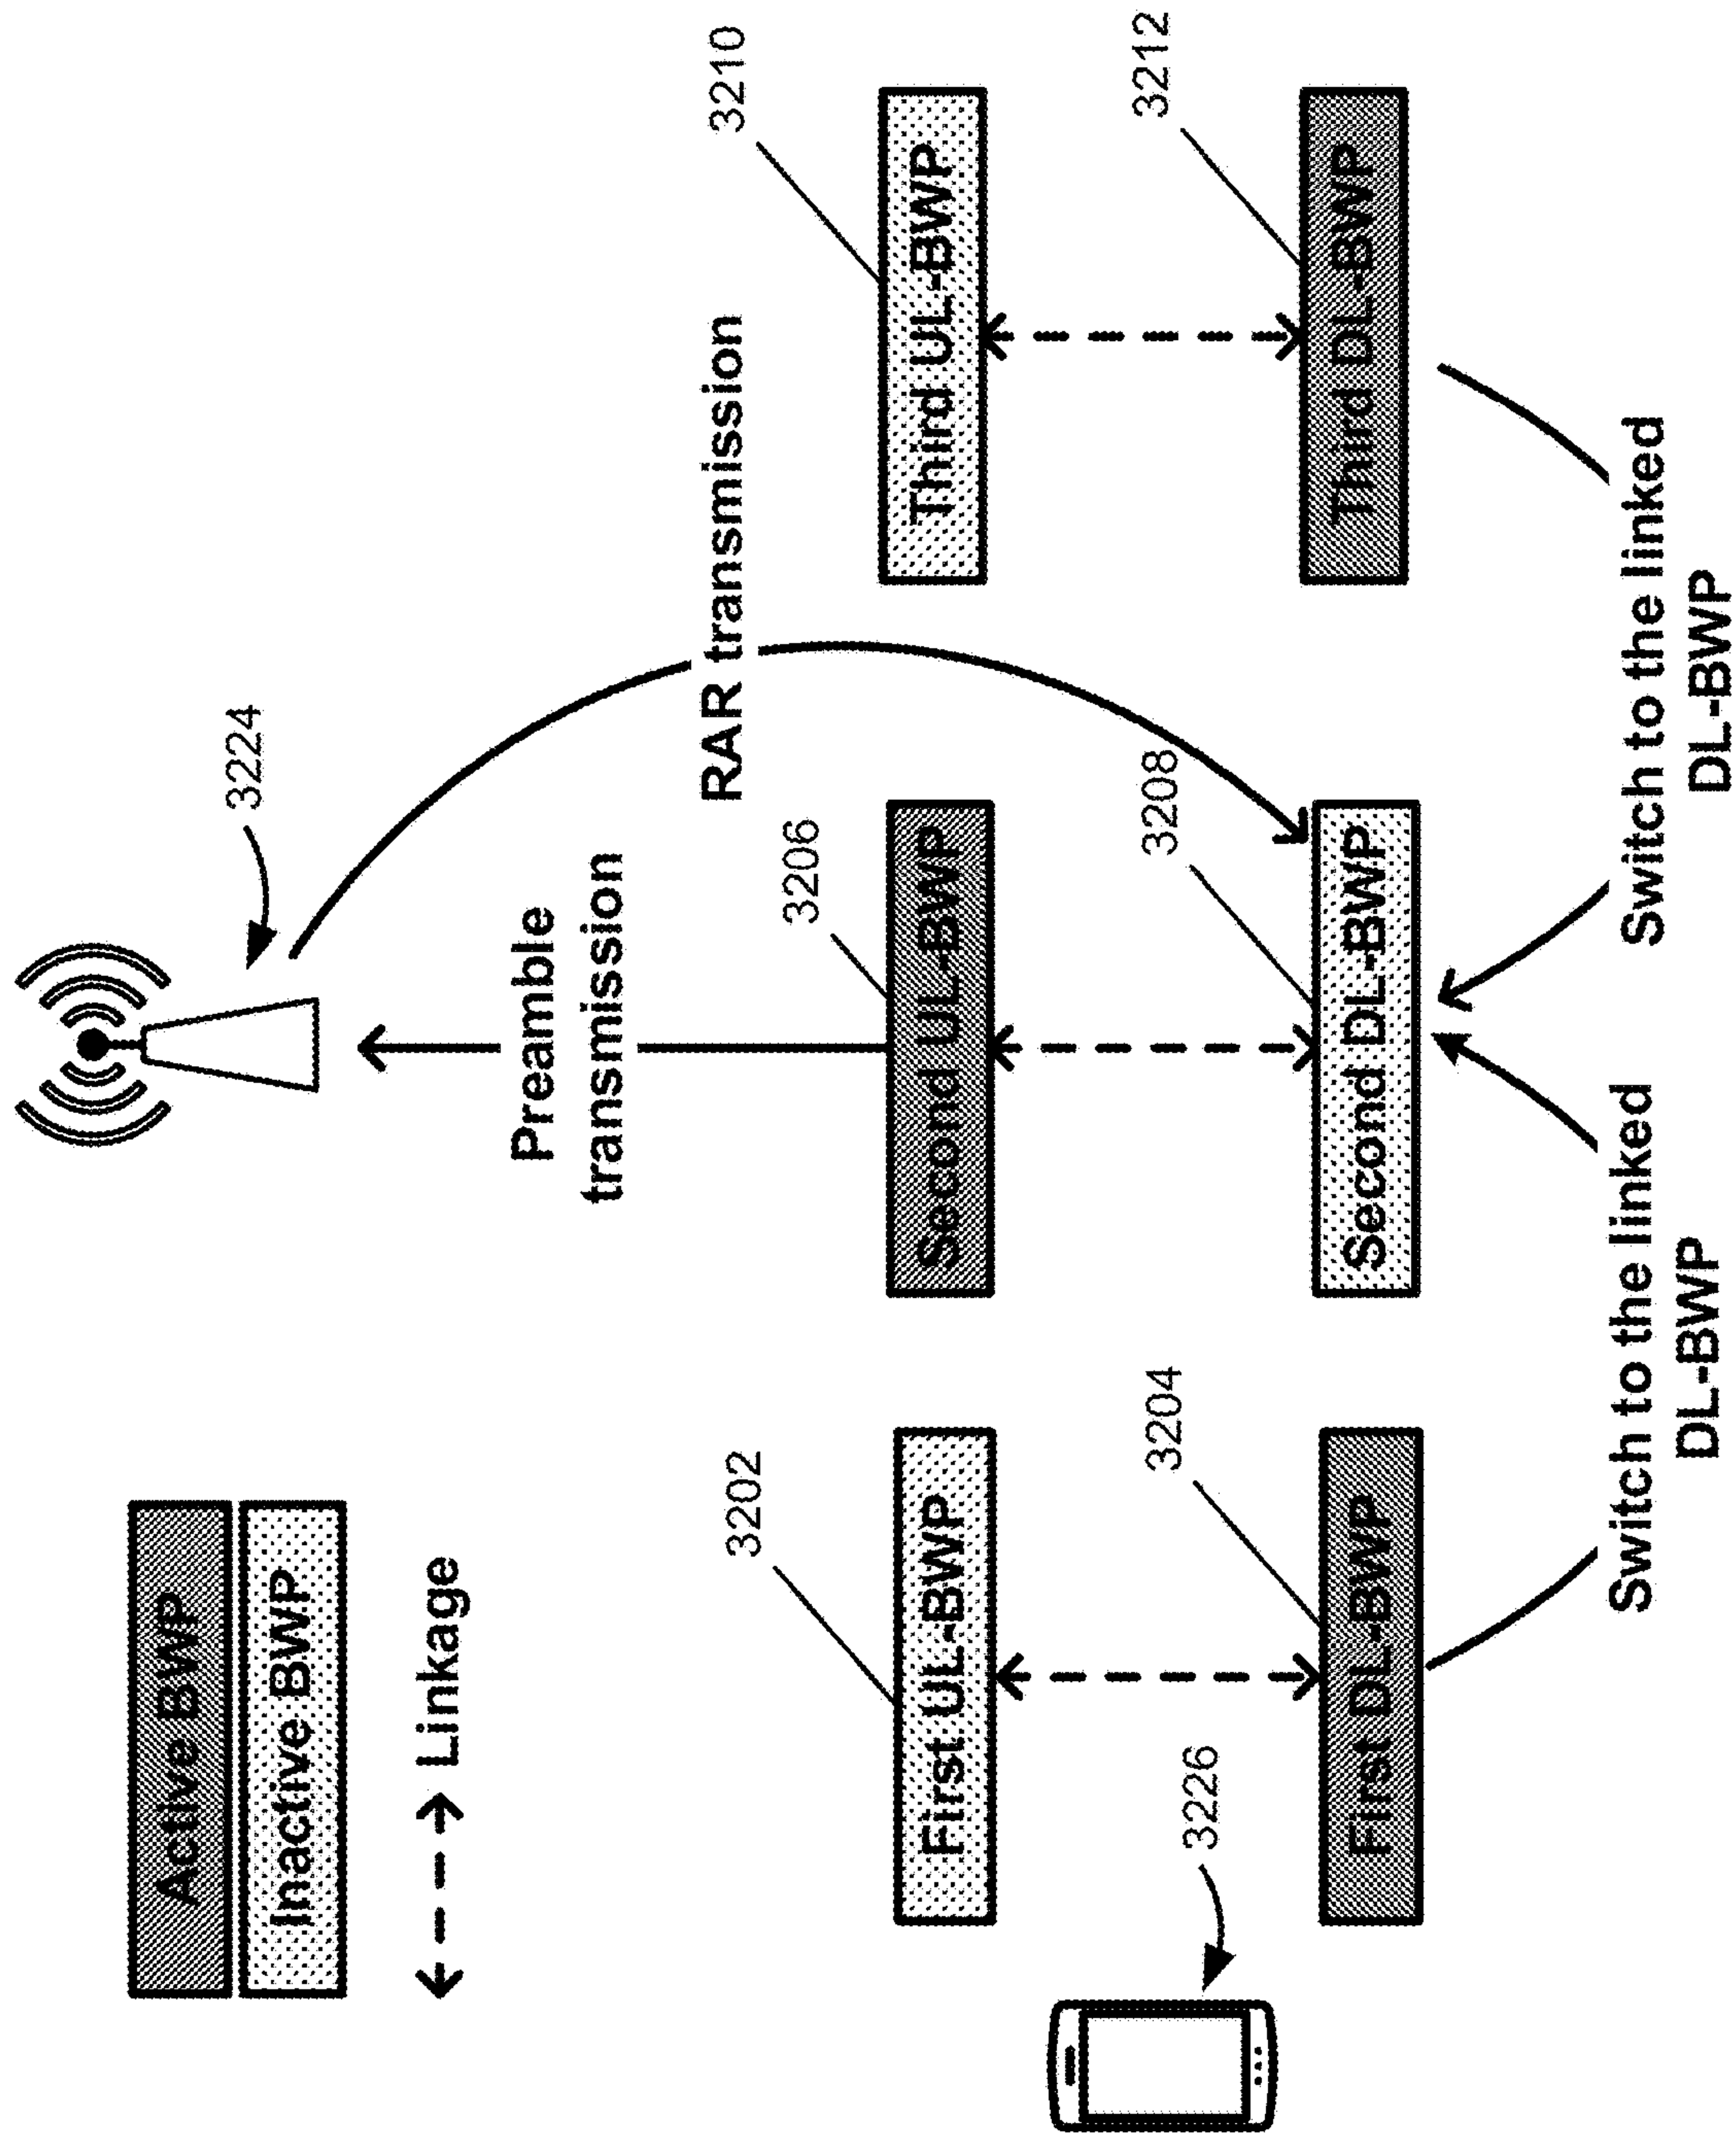 Active BWP
Inactive BWP
Linkage
3224
Preamble
transmission
RAR transmission
3202
3206
3210
First UL-BWP
Second UL-BWP
Third UL-BWP
3226
3204
3208
3212
First DL-BWP
Second DL-BWP
Third DL-BWP
Switch to the linked
DL-BWP
Switch to the linked
DL-BWP